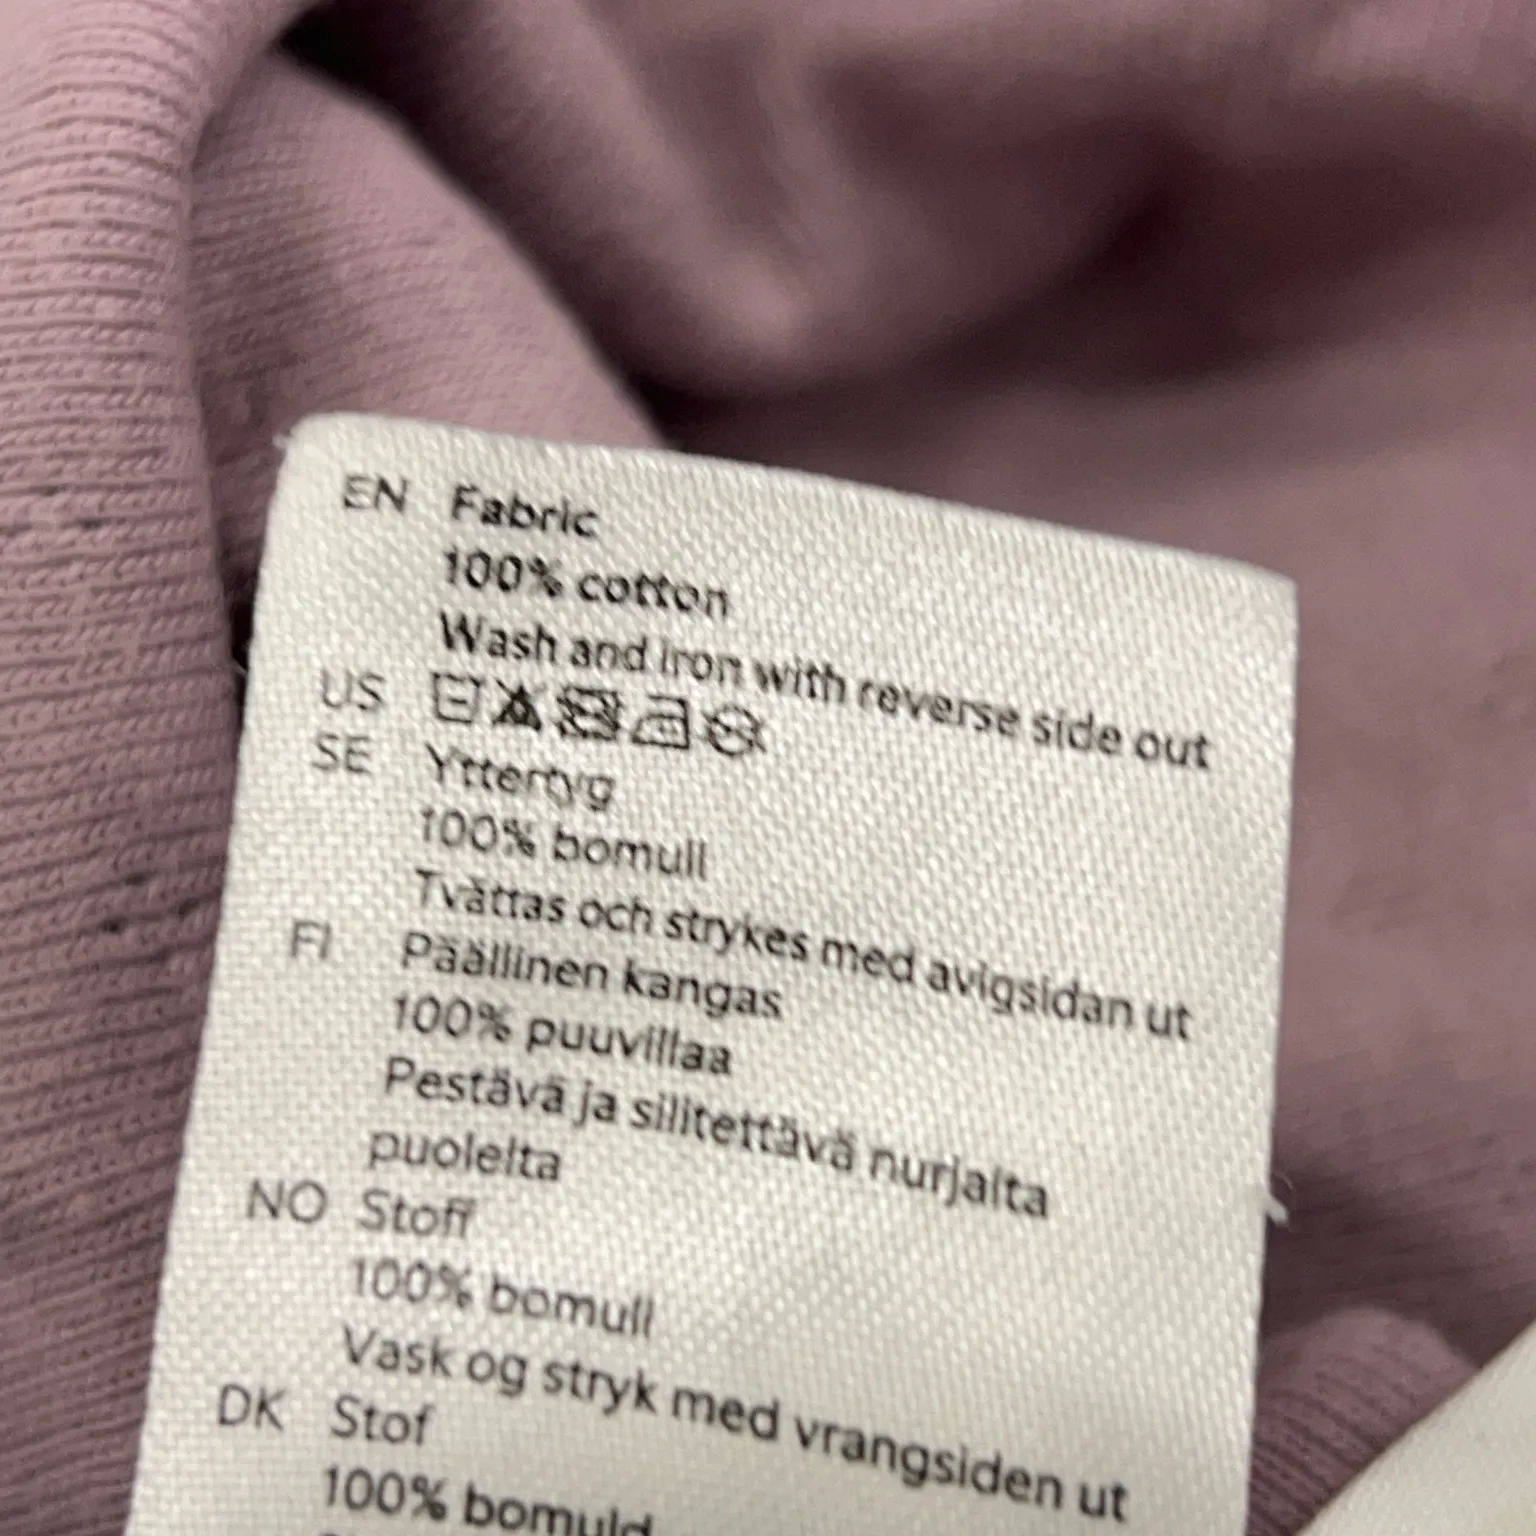 EN Fabric
100% cotton
Wash and iron with reverse side out
US
SE Yttertyg
100% bomull
Tvättas och strykes med avigsidan ut
FI Päällinen kangas
100% puuvillaa
Pestävä ja silitettävä nurjalta
puolelta
NO Stoff
100% bomull
Vask og stryk med vrangsiden ut
DK Stof
100% bomuld